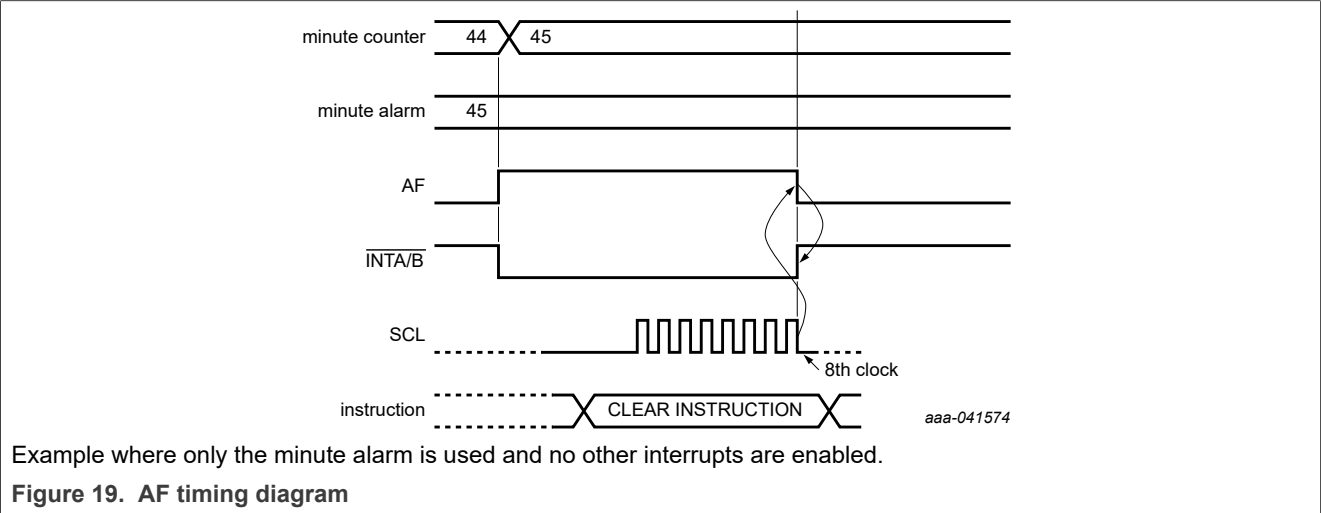 minute counter 44 45
minute alarm 45
AF
INTA/B
SCL
8th clock
instruction CLEAR INSTRUCTION
aaa-041574
Example where only the minute alarm is used and no other interrupts are enabled.
Figure 19. AF timing diagram